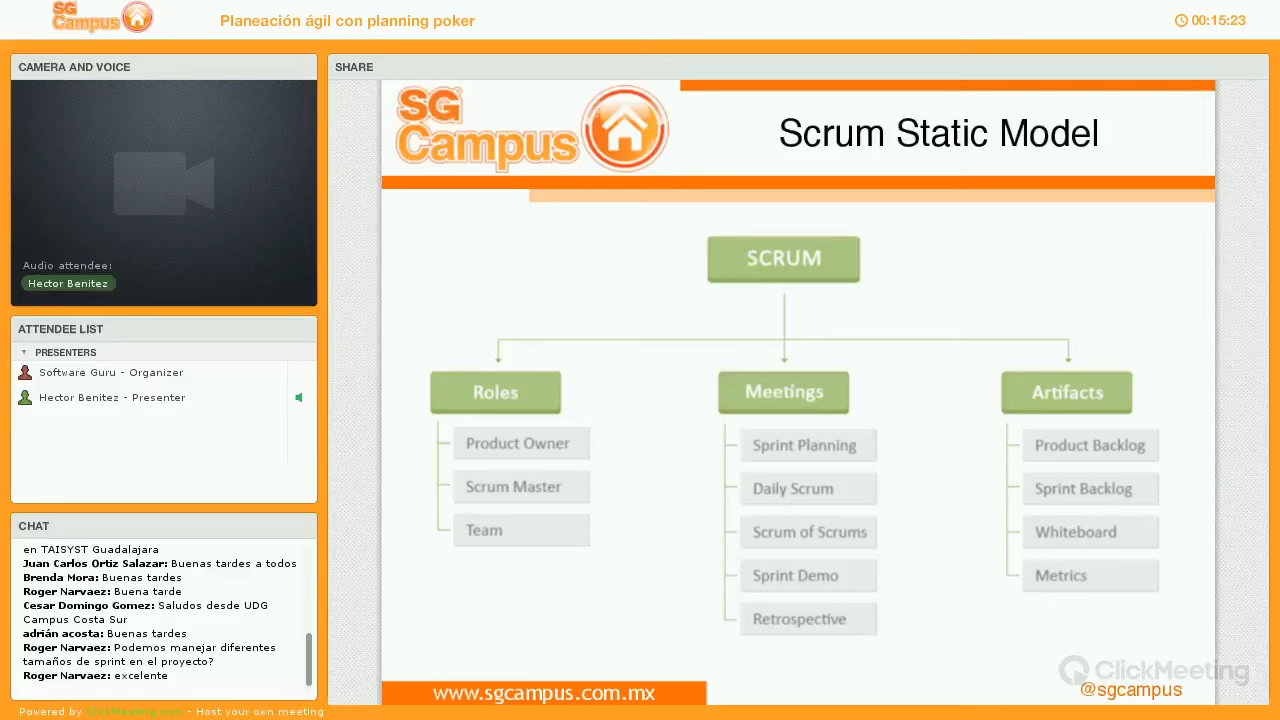 SG
Campus
Planeación ágil con planning poker
00:15:23
CAMERA AND VOICE
Audio attendee:
Hector Benitez
ATTENDEE LIST
PRESENTERS
Software Guru - Organizer
Hector Benitez - Presenter
CHAT
en TAISYST Guadalajara
Juan Carlos Ortiz Salazar: Buenas tardes a todos
Brenda Mora: Buenas tardes
Roger Narvaez: Buena tarde
Cesar Domingo Gomez: Saludos desde UDG
Campus Costa Sur
adrián acosta: Buenas tardes
Roger Narvaez: Podemos manejar diferentes
tamaños de sprint en el proyecto?
Roger Narvaez: excelente
Powered by ClickMeeting.com - Host your own meeting
SHARE
SG
Campus
Scrum Static Model
SCRUM
Roles
Product Owner
Scrum Master
Team
Meetings
Sprint Planning
Daily Scrum
Scrum of Scrums
Sprint Demo
Retrospective
Artifacts
Product Backlog
Sprint Backlog
Whiteboard
Metrics
www.sgcampus.com.mx
ClickMeeting
@sgcampus